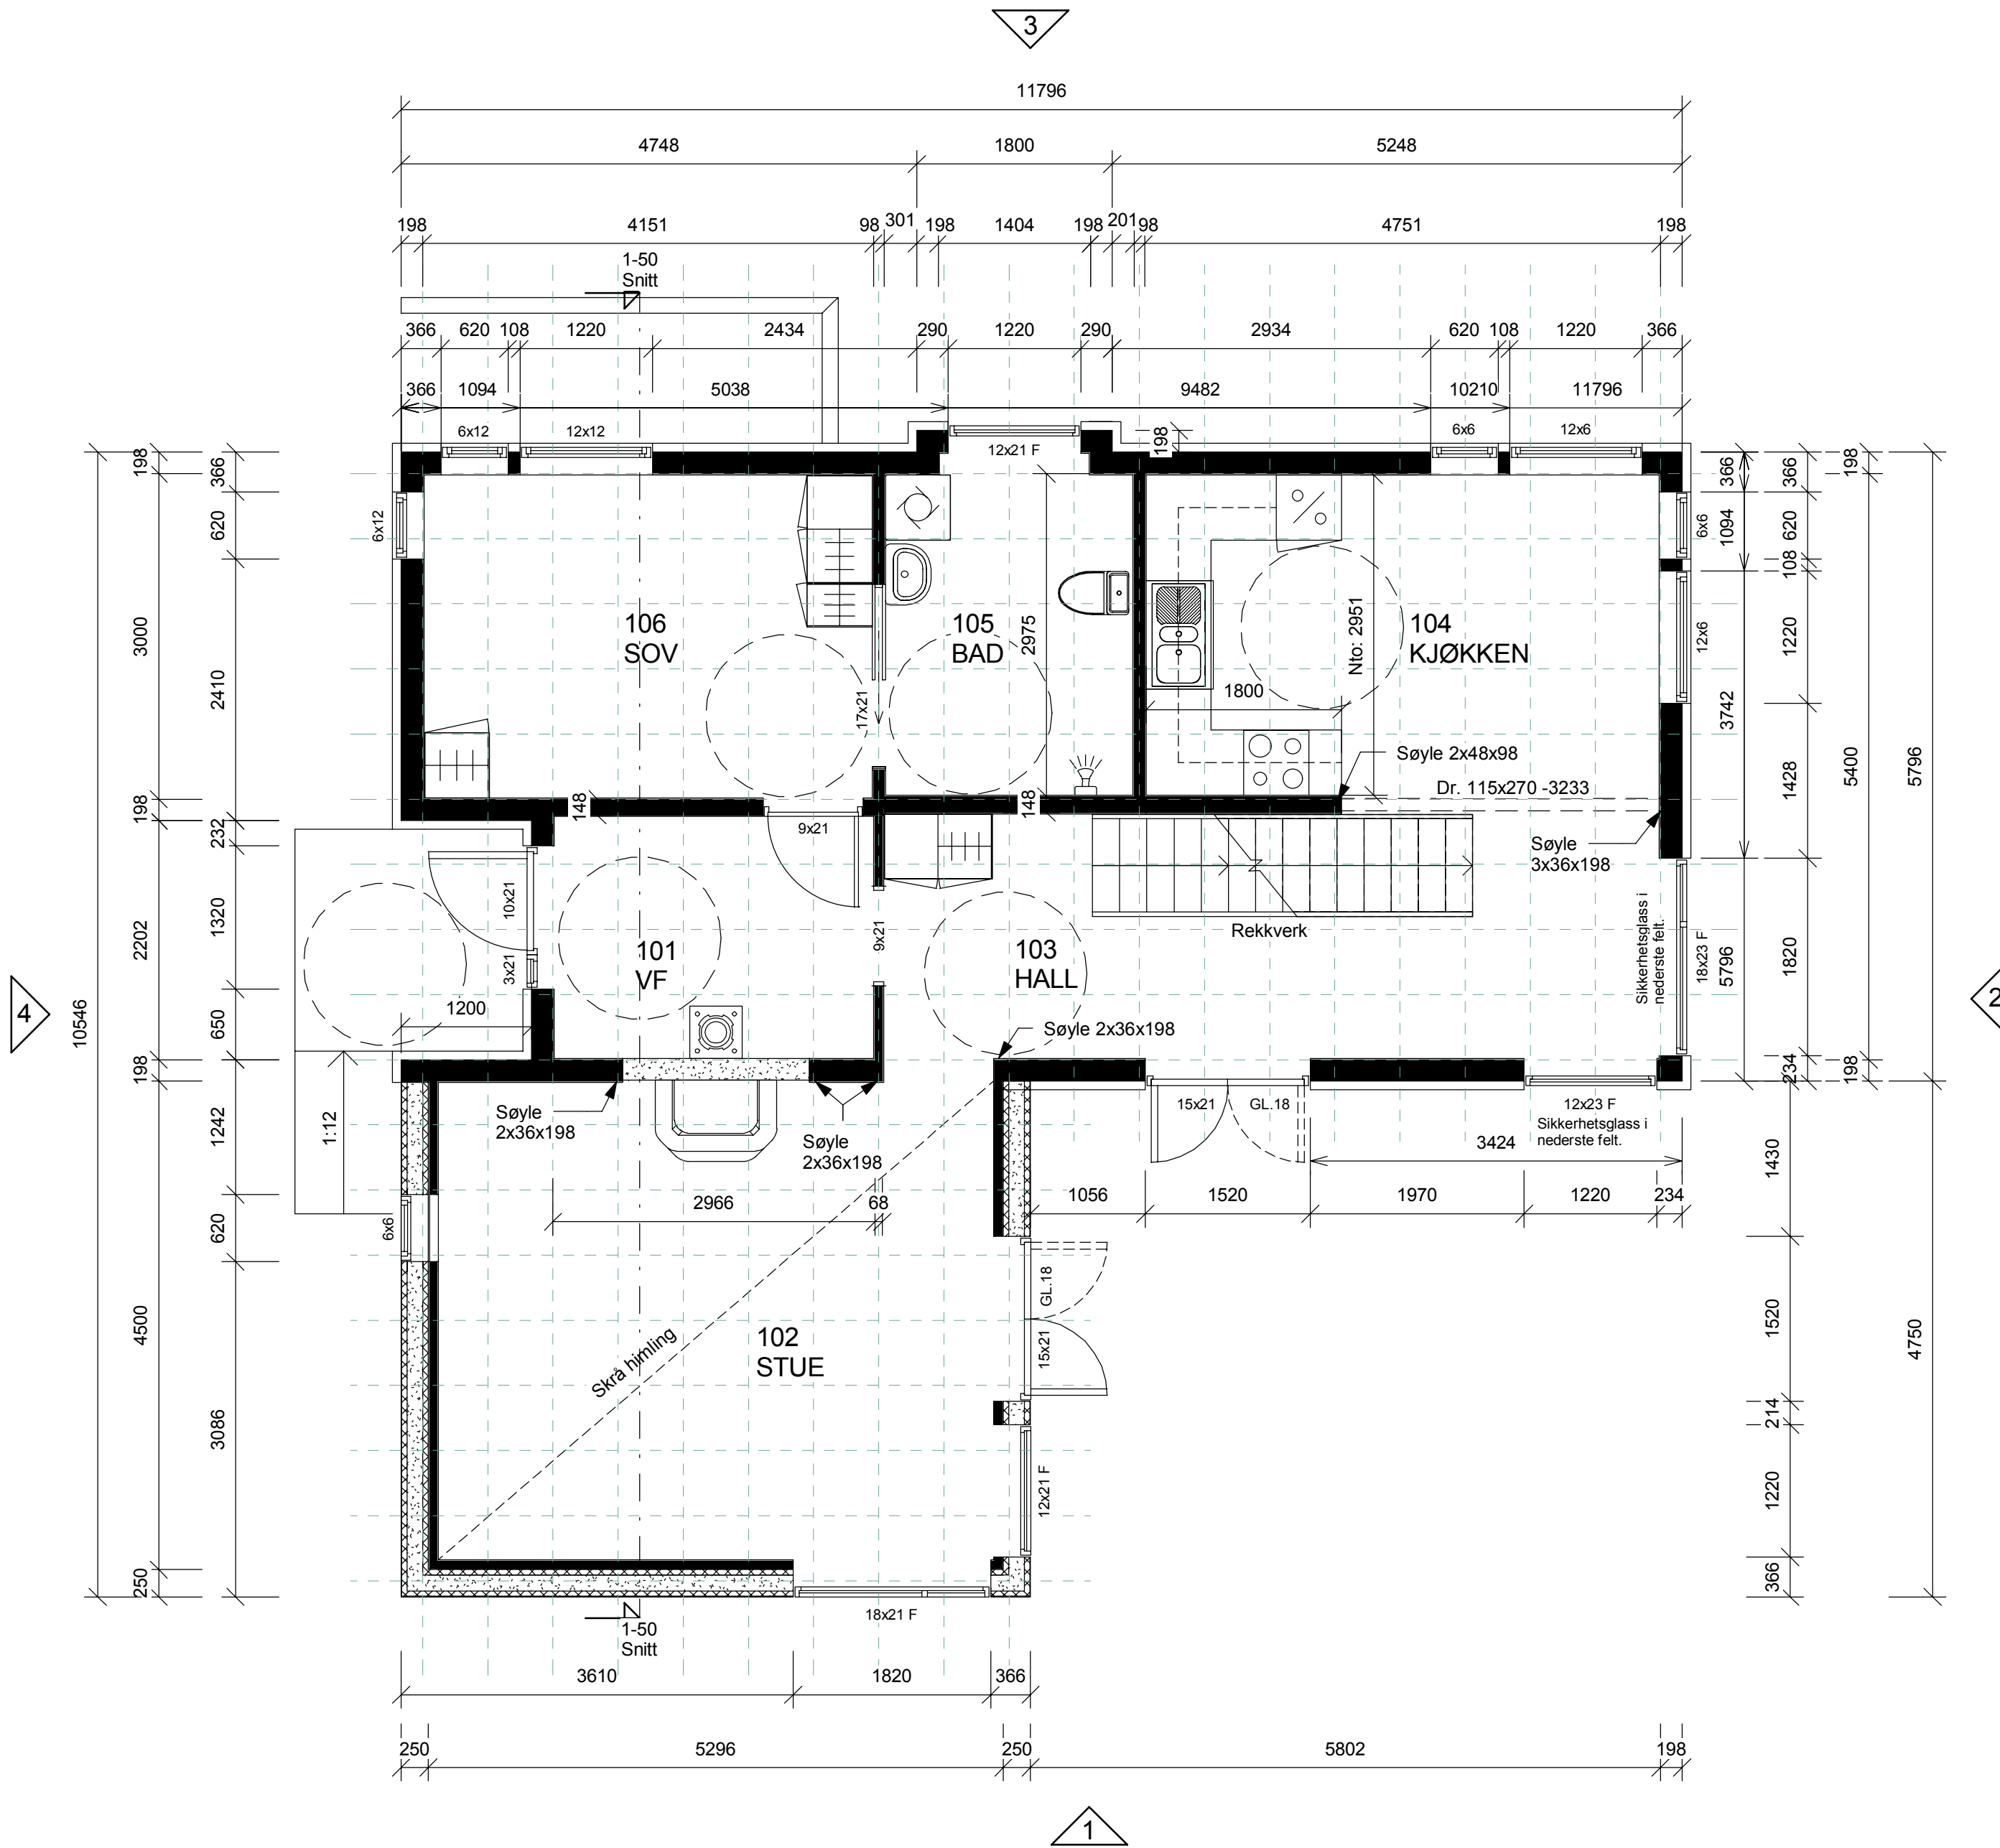 3
11796
4748 1800 5248
198 4151 98 301 198 1404 198 201 98 4751 198
1-50
Snitt
366 620 108 1220 2434 290 1220 290 2934 620 108 1220 366
366 1094 5038 9482 10210 11796
6x12 12x12 12x21 F 198 6x6 12x6
198 366 366 366 198
6x12 620 6x6 1094 620
108
3000 106 105 2975 Nto: 2951 104 12x6 1220
SOV BAD KJØKKEN
2410 17x21 1800 3742
Søyle 2x48x98 1428 5400 5796
Dr. 115x270 -3233
198 148 148
232 9x21 Søyle
3x36x198
10x21
1320 9x21 Rekkverk
2202
Sikkerhetsglass i
nederste felt.
18x23 F 5796 1820
101 103
VF HALL
3x21
4 10546 650 1200 2
Søyle 2x36x198
198 234 198
1:12 Søyle
2x36x198
Søyle
2x36x198
15x21 GL.18 12x23 F
Sikkerhetsglass i
nederste felt.
1242 3424 1430
2966 68 1056 1520 1970 1220 234
620 6x6
GL.18
4500 1520 4750
102
STUE
Skrå himling
15x21
3086 214
12x21 F 1220
250 366
18x21 F
1-50
Snitt
3610 1820 366
250 5296 250 5802 198
1